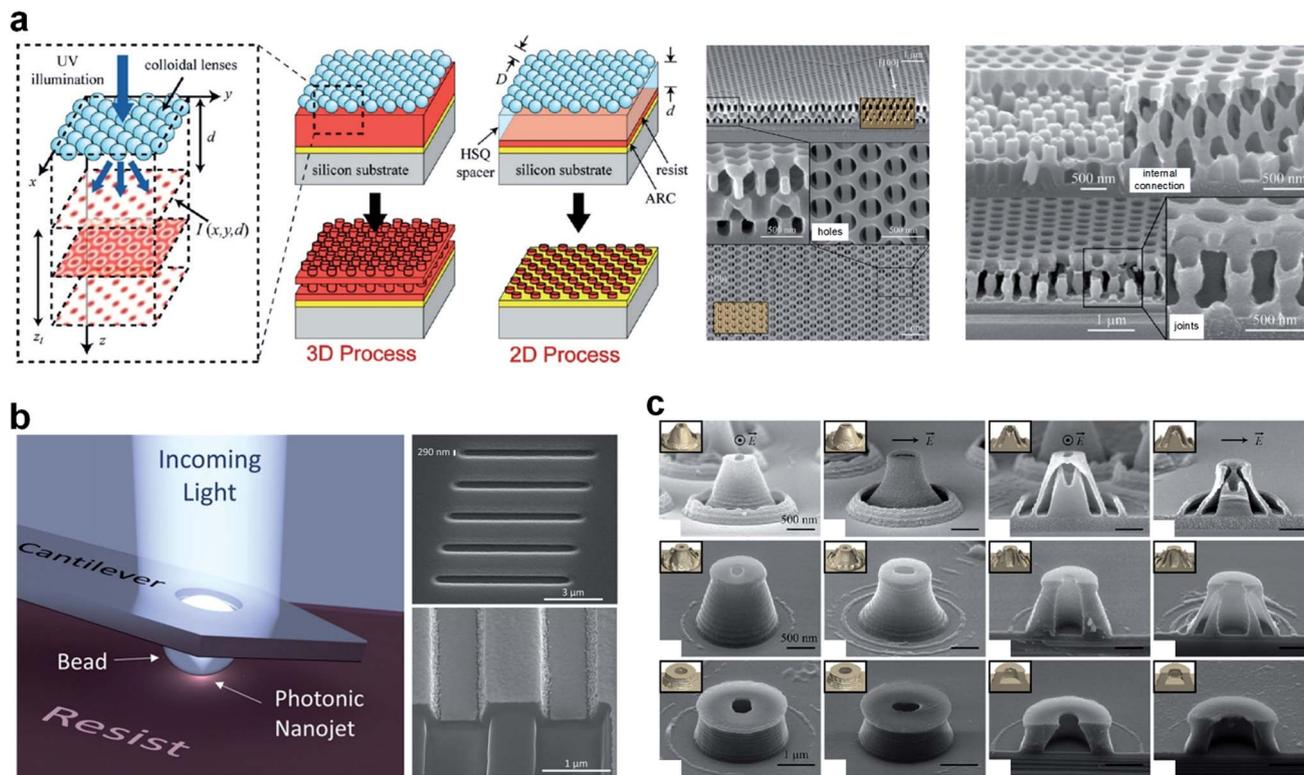 a
UV
illumination
colloidal lenses
y
d
x
I (x,y,d)
z_l
z
silicon substrate
3D Process
D
d
HSQ
spacer
silicon substrate
resist
ARC
2D Process
1 µm
[100]
500 nm
holes
500 nm
500 nm
internal
connection
500 nm
1 µm
joints
500 nm
b
Incoming
Light
Cantilever
Bead
Photonic
Nanojet
Resist
290 nm
3 µm
1 µm
c
E
E
E
E
500 nm
500 nm
1 µm